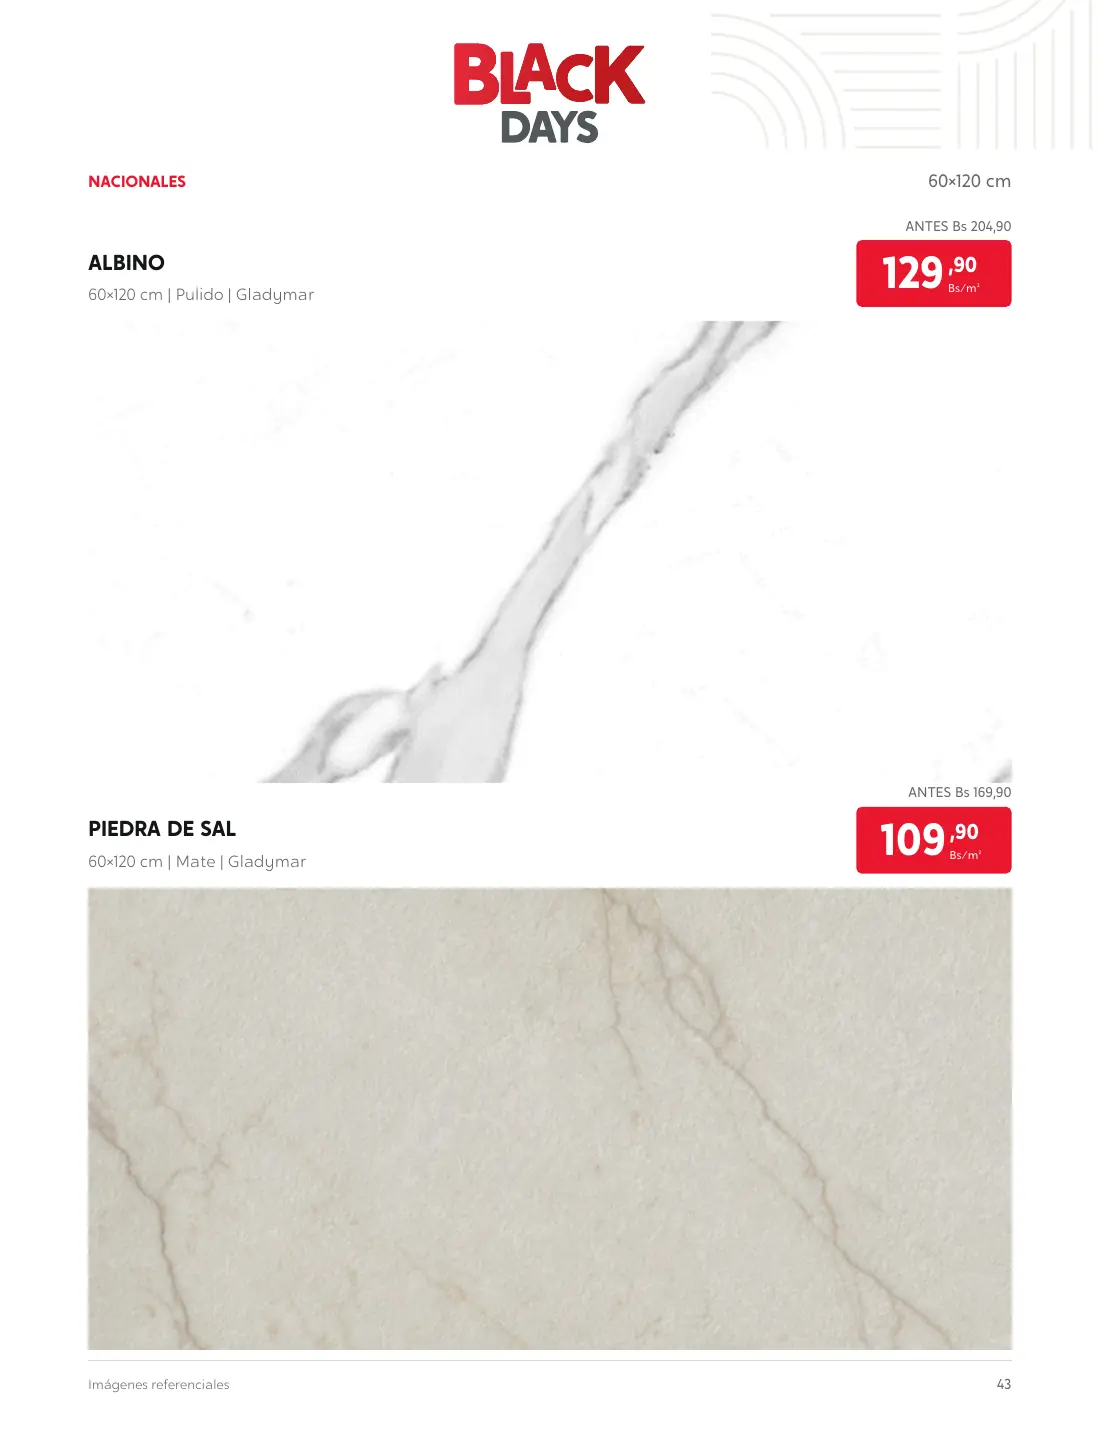 BLACK
DAYS
NACIONALES
60×120 cm
ANTES Bs 204,90
ALBINO
129,90
Bs/m²
60×120 cm | Pulido | Gladymar
ANTES Bs 169,90
PIEDRA DE SAL
109,90
Bs/m²
60×120 cm | Mate | Gladymar
Imágenes referenciales
43